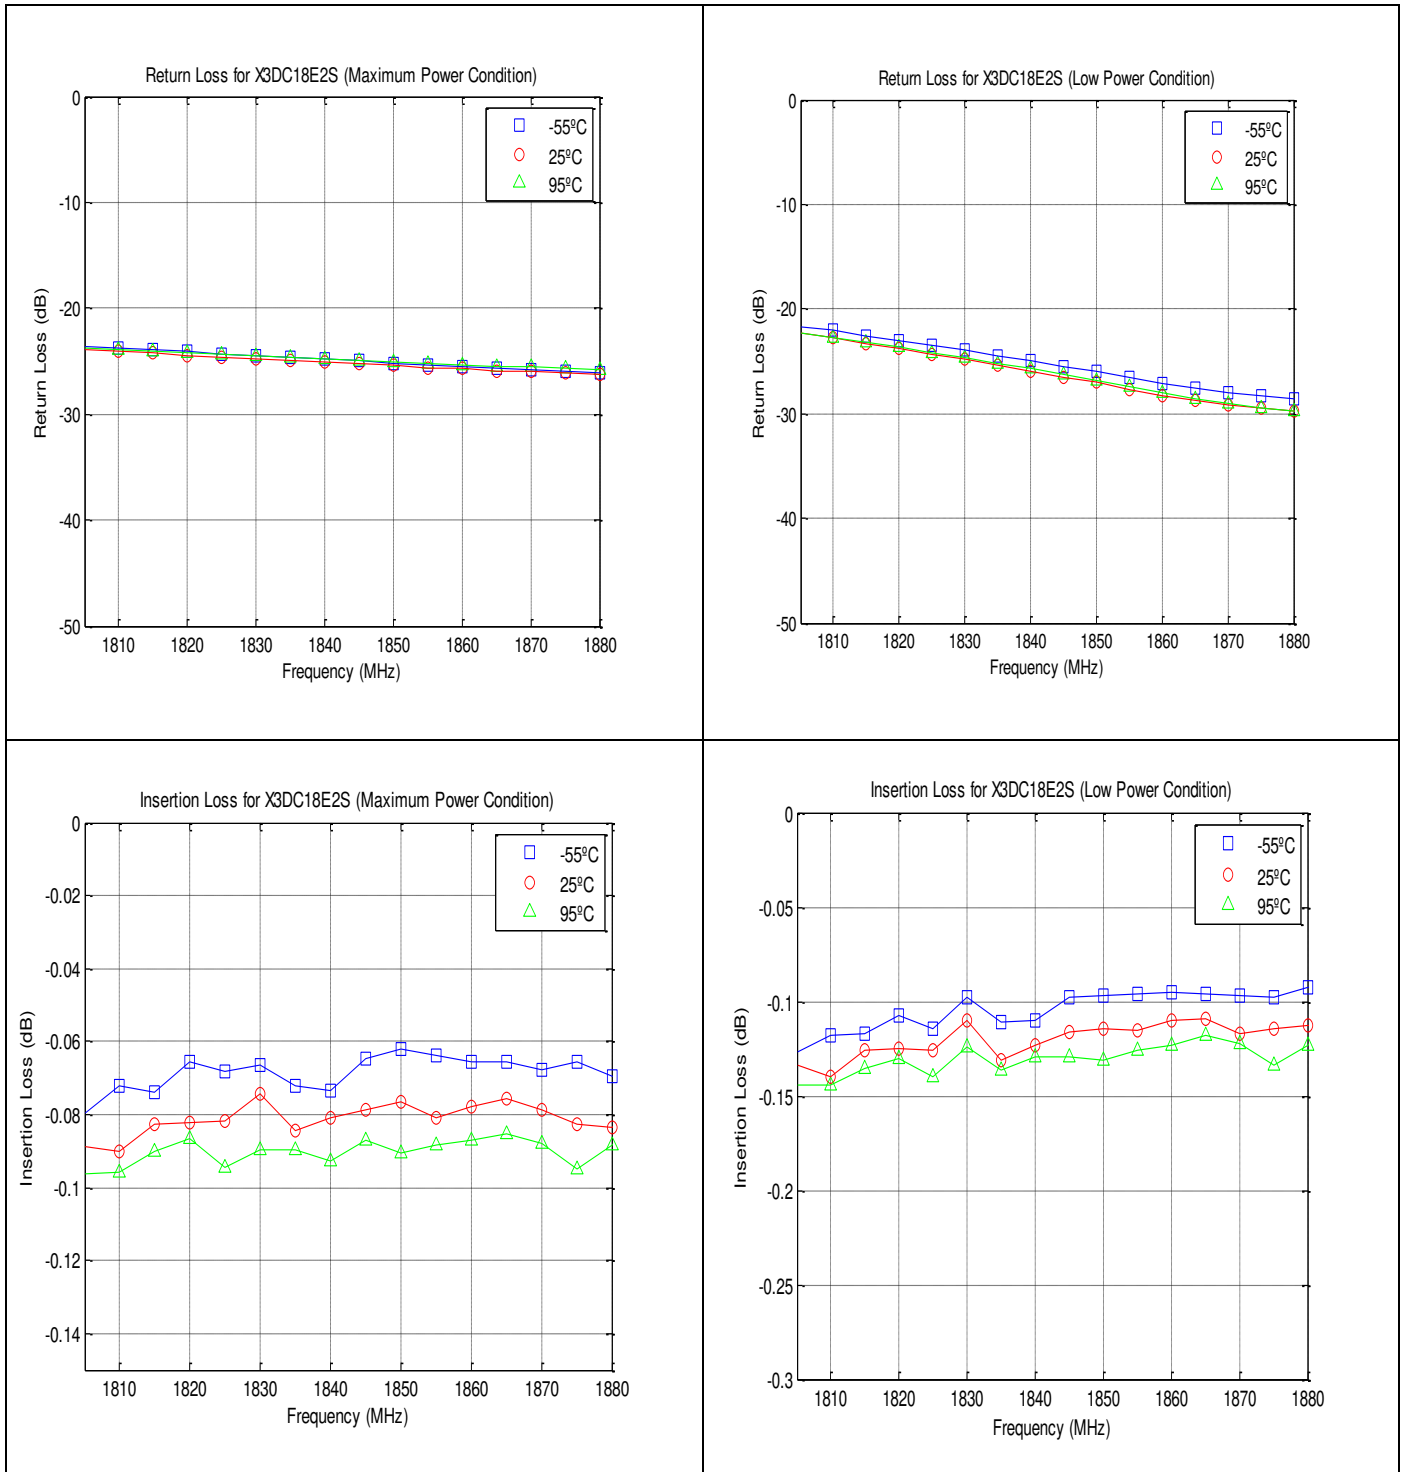 Return Loss for X3DC18E2S (Maximum Power Condition)
0
-10
-20
-30
-40
-50
Return Loss (dB)
1810 1820 1830 1840 1850 1860 1870 1880
Frequency (MHz)
-55ºC
25ºC
95ºC
Return Loss for X3DC18E2S (Low Power Condition)
0
-10
-20
-30
-40
-50
Return Loss (dB)
1810 1820 1830 1840 1850 1860 1870 1880
Frequency (MHz)
-55ºC
25ºC
95ºC
Insertion Loss for X3DC18E2S (Maximum Power Condition)
0
-0.02
-0.04
-0.06
-0.08
-0.1
-0.12
-0.14
Insertion Loss (dB)
1810 1820 1830 1840 1850 1860 1870 1880
Frequency (MHz)
-55ºC
25ºC
95ºC
Insertion Loss for X3DC18E2S (Low Power Condition)
0
-0.05
-0.1
-0.15
-0.2
-0.25
-0.3
Insertion Loss (dB)
1810 1820 1830 1840 1850 1860 1870 1880
Frequency (MHz)
-55ºC
25ºC
95ºC